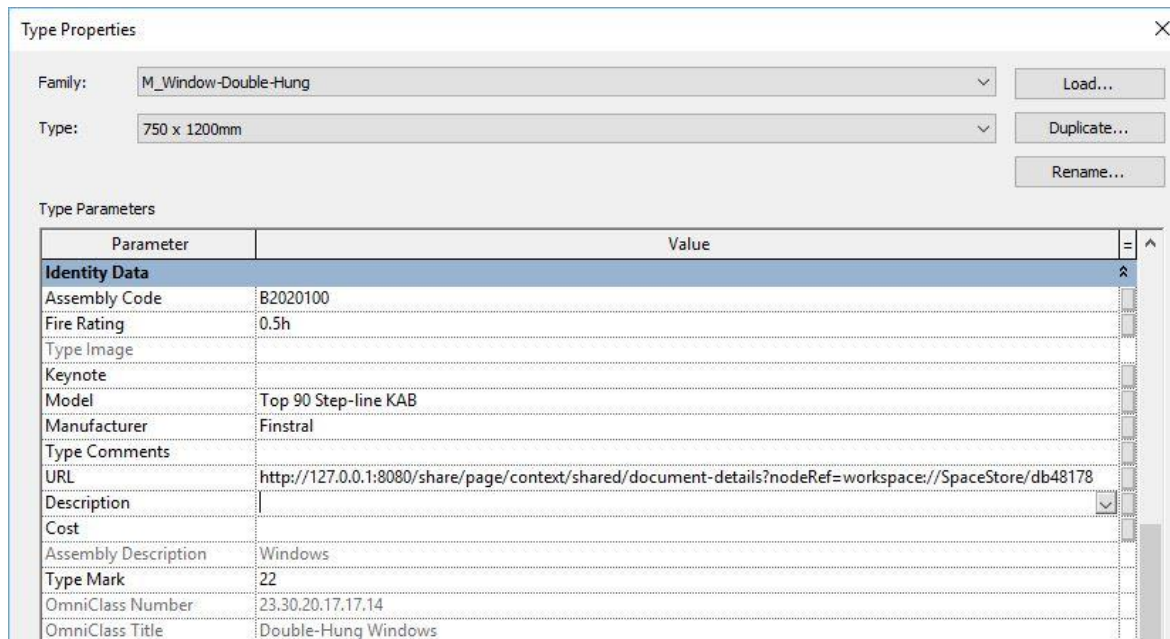 Type Properties
Family: M_Window-Double-Hung Load...
Type: 750 x 1200mm Duplicate...
Rename...
Type Parameters
Parameter Value =
Identity Data
Assembly Code B2020100
Fire Rating 0.5h
Type Image
Keynote
Model Top 90 Step-line KAB
Manufacturer Finstral
Type Comments
URL http://127.0.0.1:8080/share/page/context/shared/document-details?nodeRef=workspace://SpaceStore/db48178
Description
Cost
Assembly Description Windows
Type Mark 22
OmniClass Number 23.30.20.17.17.14
OmniClass Title Double-Hung Windows